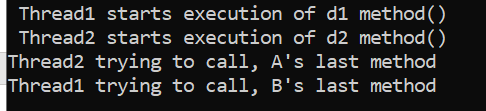 Thread1 starts execution of d1 method()
Thread2 starts execution of d2 method()
Thread2 trying to call, A's last method
Thread1 trying to call, B's last method